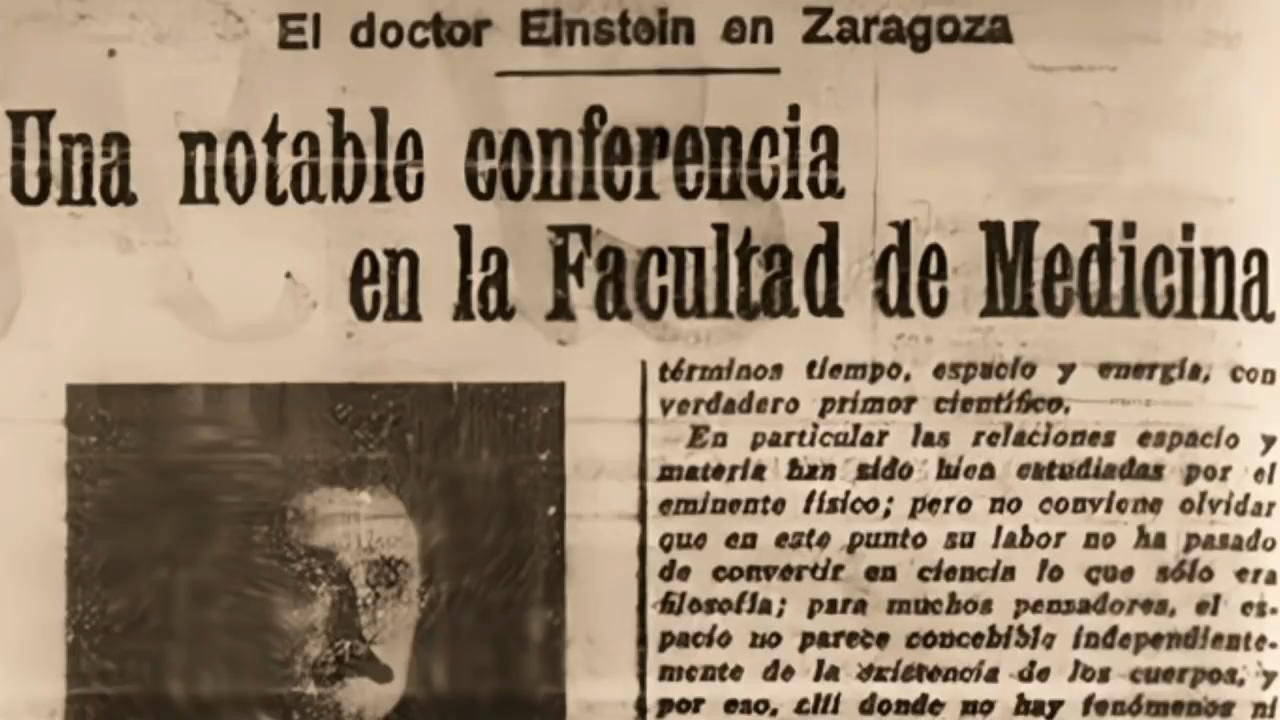 El doctor Einstein en Zaragoza
Una notable conferencia
en la Facultad de Medicina
términos tiempo, espacio y energía, con
verdadero primor científico.
En particular las relaciones espacio y
materia han sido bien estudiadas por el
eminente físico; pero no conviene olvidar
que en este punto su labor no ha pasado
de convertir en ciencia lo que sólo era
filosofía; para muchos pensadores, el es-
pacio no parece concebible independiente-
mente de la existencia de los cuerpos, y
por eso, allí donde no hay fenómenos ni